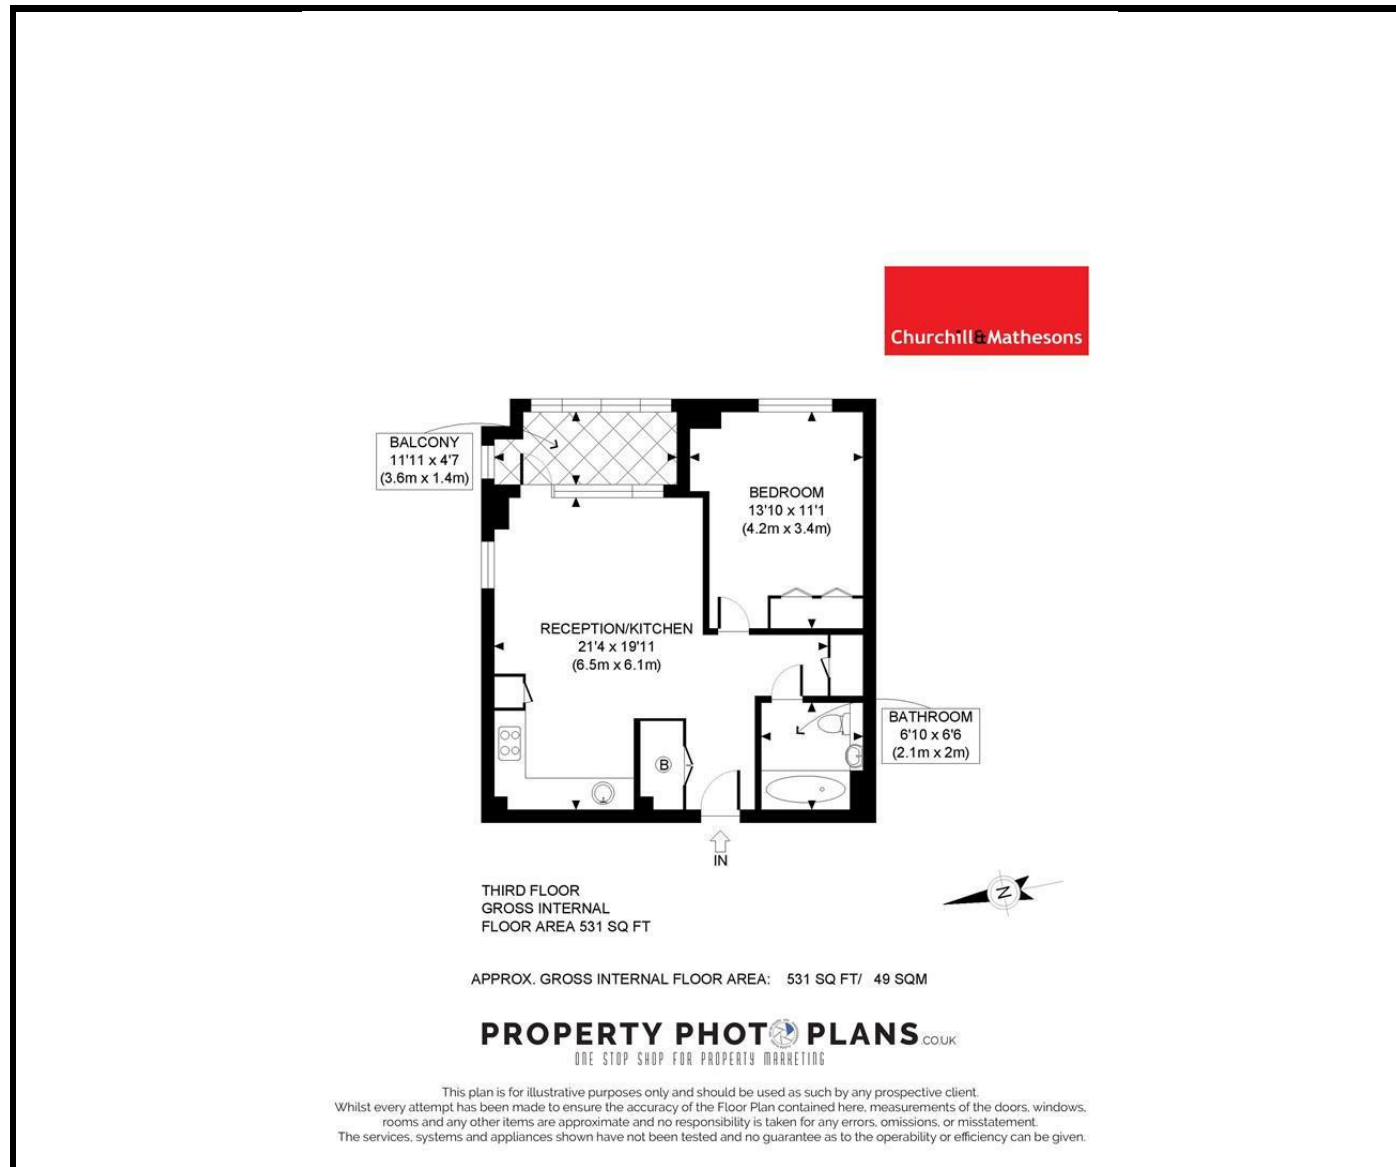 Churchill&Mathesons
BALCONY
11'11 x 4'7
(3.6m x 1.4m)
BEDROOM
13'10 x 11'1
(4.2m x 3.4m)
RECEPTION/KITCHEN
21'4 x 19'11
(6.5m x 6.1m)
BATHROOM
6'10 x 6'6
(2.1m x 2m)
B
IN
THIRD FLOOR
GROSS INTERNAL
FLOOR AREA 531 SQ FT
N
APPROX. GROSS INTERNAL FLOOR AREA: 531 SQ FT/ 49 SQM
PROPERTY PHOTO PLANS.CO.UK
ONE STOP SHOP FOR PROPERTY MARKETING
This plan is for illustrative purposes only and should be used as such by any prospective client.
Whilst every attempt has been made to ensure the accuracy of the Floor Plan contained here, measurements of the doors, windows,
rooms and any other items are approximate and no responsibility is taken for any errors, omissions, or misstatement.
The services, systems and appliances shown have not been tested and no guarantee as to the operability or efficiency can be given.